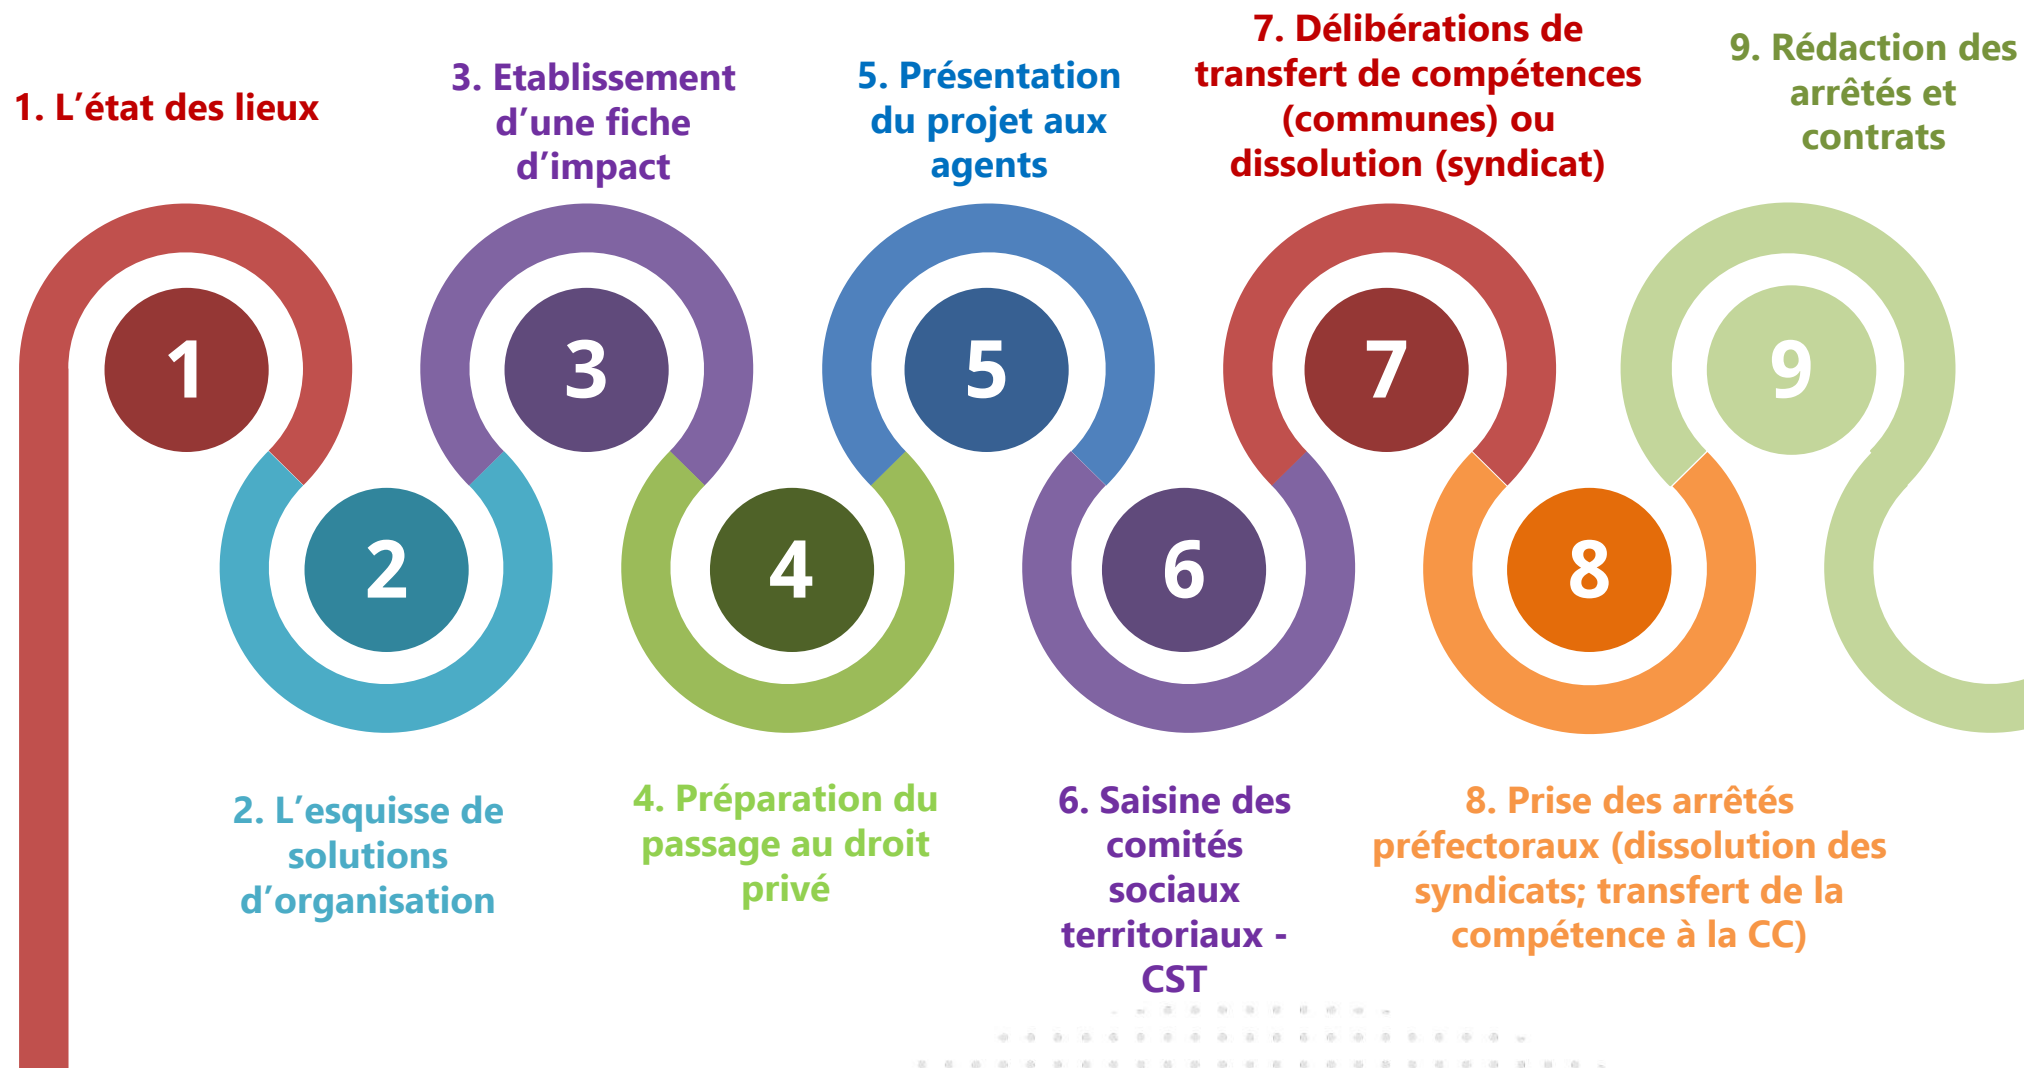 1. L’état des lieux
1
2
2. L’esquisse de
solutions
d’organisation
3. Etablissement
d’une fiche
d’impact
3
4
4. Préparation du
passage au droit
privé
5. Présentation
du projet aux
agents
5
6
6. Saisine des
comités
sociaux
territoriaux -
CST
7. Délibérations de
transfert de compétences
(communes) ou
dissolution (syndicat)
7
8
8. Prise des arrêtés
préfectoraux (dissolution des
syndicats; transfert de la
compétence à la CC)
9. Rédaction des
arrêtés et
contrats
9